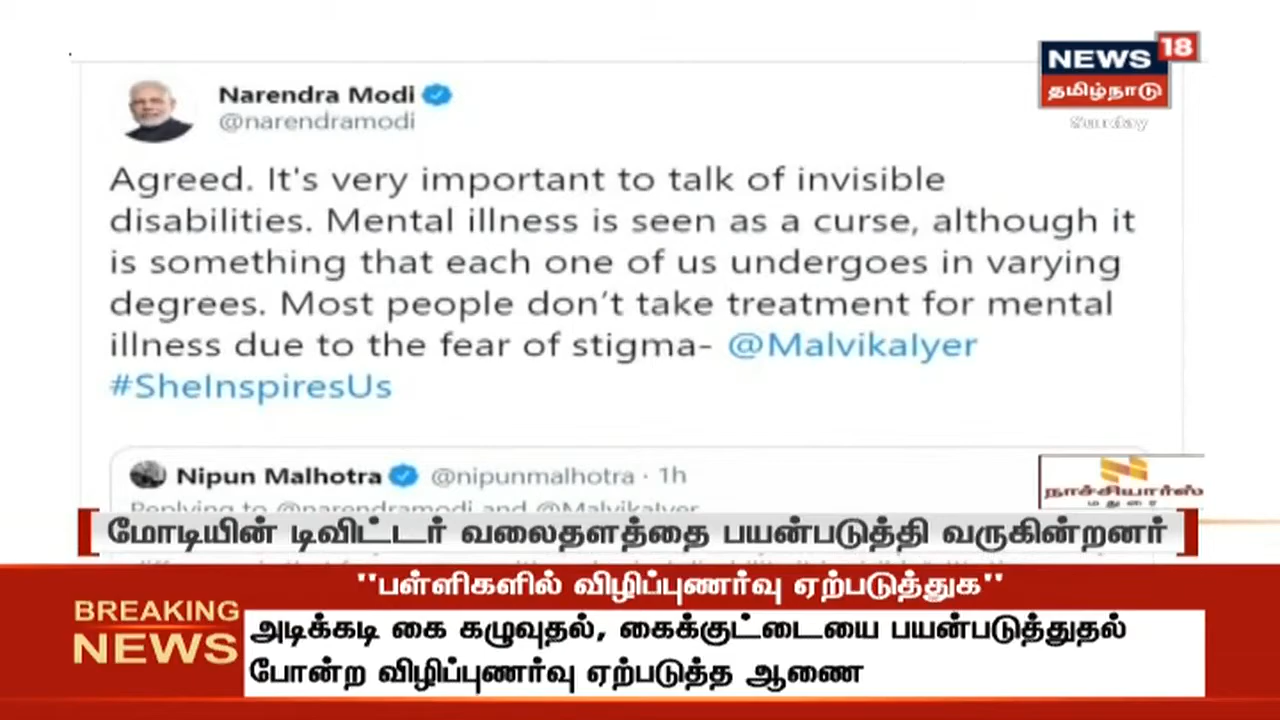 NEWS 18
தமிழ்நாடு
Sunday
Narendra Modi
@narendramodi
Agreed. It's very important to talk of invisible
disabilities. Mental illness is seen as a curse, although it
is something that each one of us undergoes in varying
degrees. Most people don't take treatment for mental
illness due to the fear of stigma- @MalvikaIyer
#SheInspiresUs
Nipun Malhotra @nipunmalhotra · 1h
Replying to @narendramodi and @MalvikaIyer
நாச்சியார்ஸ்
மதுரை
மோடியின் டிவிட்டர் வலைதளத்தை பயன்படுத்தி வருகின்றனர்
"பள்ளிகளில் விழிப்புணர்வு ஏற்படுத்துக"
BREAKING
NEWS
அடிக்கடி கை கழுவுதல், கைக்குட்டையை பயன்படுத்துதல்
போன்ற விழிப்புணர்வு ஏற்படுத்த ஆணை